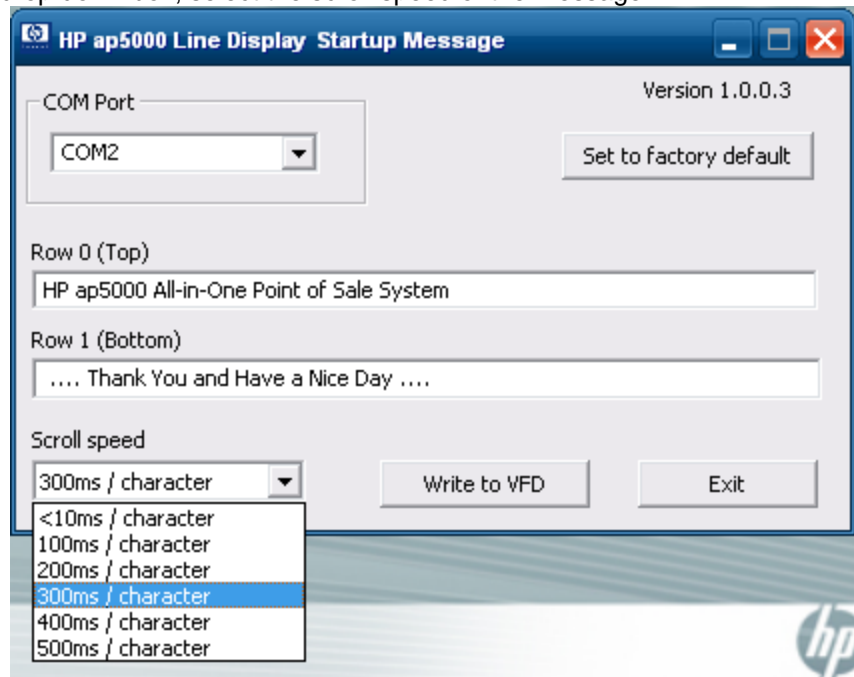 HP ap5000 Line Display Startup Message
Version 1.0.0.3
COM Port
COM2
Set to factory default
Row 0 (Top)
HP ap5000 All-in-One Point of Sale System
Row 1 (Bottom)
.... Thank You and Have a Nice Day ....
Scroll speed
300ms / character
Write to VFD
Exit
<10ms / character
100ms / character
200ms / character
300ms / character
400ms / character
500ms / character
hp